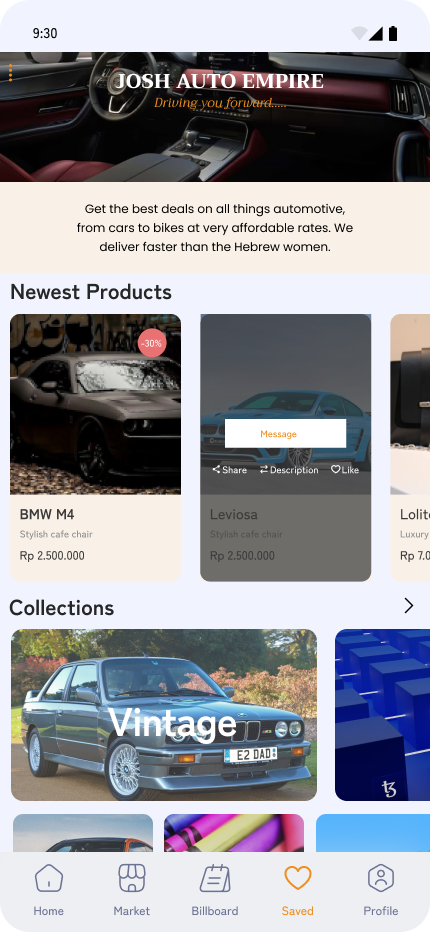 9:30
JOSH AUTO EMPIRE
Driving you forward.....
Get the best deals on all things automotive,
from cars to bikes at very affordable rates. We
deliver faster than the Hebrew women.
Newest Products
-30%
Message
Share Description Like
BMW M4
Stylish cafe chair
Rp 2.500.000
Leviosa
Stylish cafe chair
Rp 2.500.000
Lolit
Luxury
Rp 7.0
Collections
Vintage
E2 DAD
Home Market Billboard Saved Profile